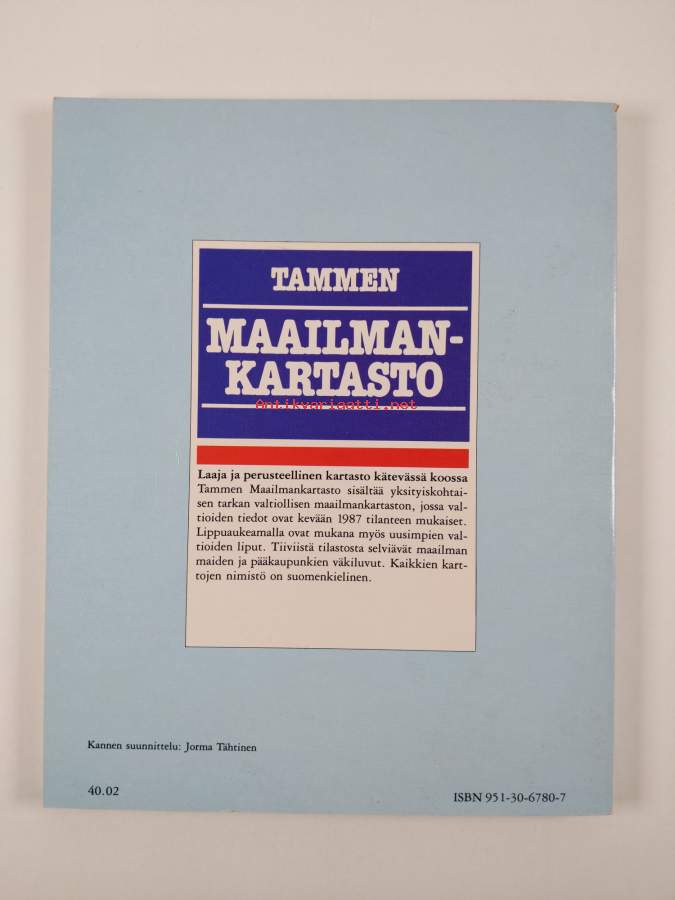 TAMMEN
MAAILMAN-
KARTASTO
Antikvariaatti.net
Laaja ja perusteellinen kartasto kätevässä koossa
Tammen Maailmankartasto sisältää yksityiskohtai-
sen tarkan valtiollisen maailmankartaston, jossa val-
tioiden tiedot ovat kevään 1987 tilanteen mukaiset.
Lippuaukeamalla ovat mukana myös uusimpien val-
tioiden liput. Tiiviistä tilastosta selviävät maailman
maiden ja pääkaupunkien väkiluvut. Kaikkien kart-
tojen nimistö on suomenkielinen.
Kannen suunnittelu: Jorma Tähtinen
40.02
ISBN 951-30-6780-7